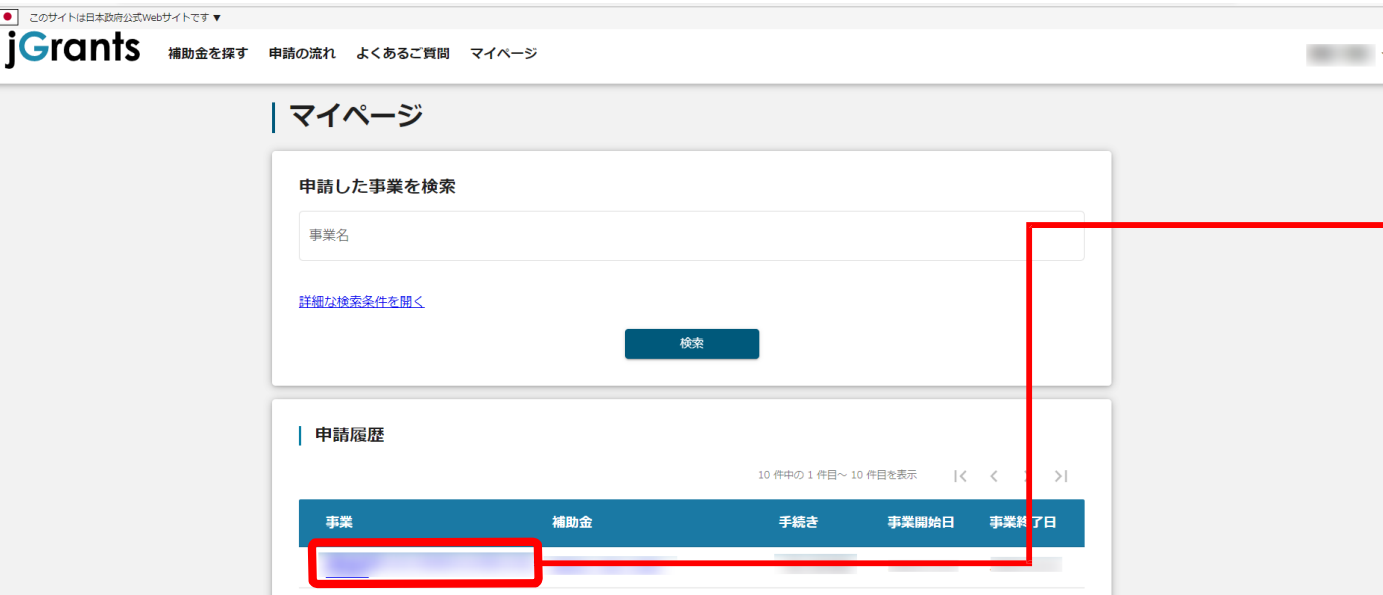 このサイトは日本政府公式Webサイトです ▼
jGrants 補助金を探す 申請の流れ よくあるご質問 マイページ
マイページ
申請した事業を検索
事業名
詳細な検索条件を開く
検索
申請履歴
10 件中の 1 件目～ 10 件目を表示
事業 補助金 手続き 事業開始日 事業終了日